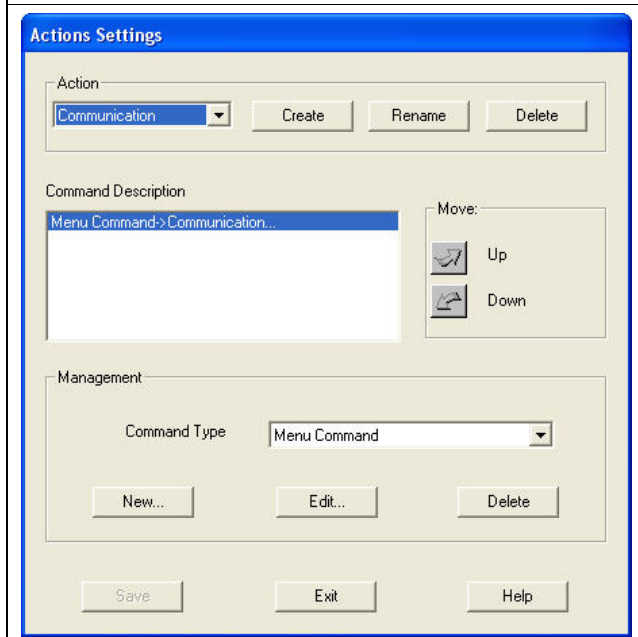 Actions Settings
Action
Communication Create Rename Delete
Command Description
Menu Command->Communication...
Move:
Up
Down
Management
Command Type Menu Command
New... Edit... Delete
Save Exit Help